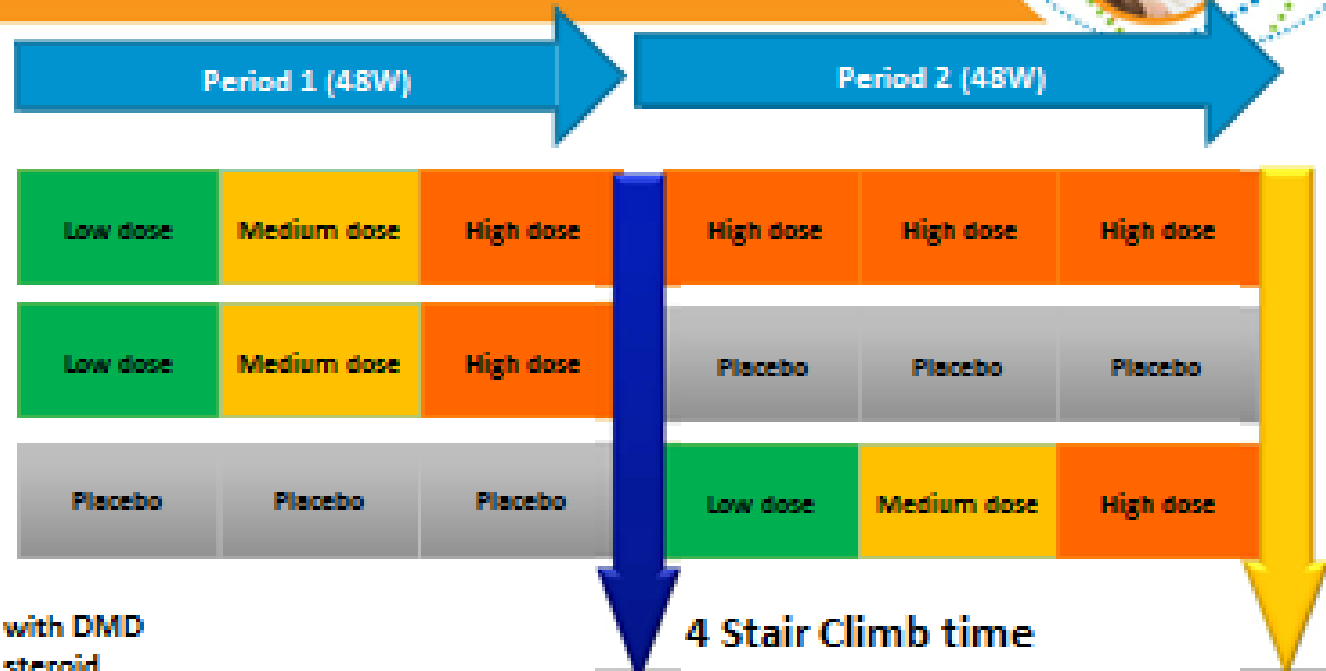 Period 1 (48W) Period 2 (48W)
Low dose Medium dose High dose High dose High dose High dose
Low dose Medium dose High dose Placebo Placebo Placebo
Placebo Placebo Placebo Low dose Medium dose High dose
with DMD
4 Stair Climb time
steroid